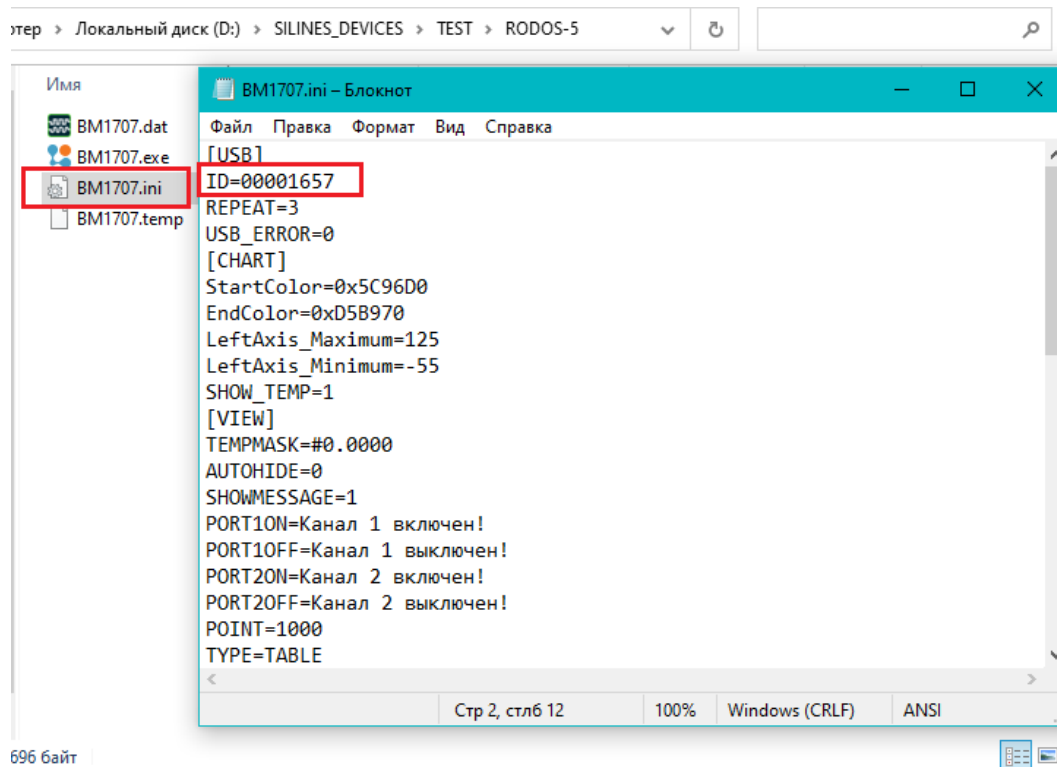 ютер > Локальный диск (D:) > SILINES_DEVICES > TEST > RODOS-5
Имя
BM1707.dat
BM1707.exe
BM1707.ini
BM1707.temp
BM1707.ini – Блокнот
Файл Правка Формат Вид Справка
[USB]
ID=00001657
REPEAT=3
USB_ERROR=0
[CHART]
StartColor=0x5C96D0
EndColor=0xD5B970
LeftAxis_Maximum=125
LeftAxis_Minimum=-55
SHOW_TEMP=1
[VIEW]
TEMPMASK=#0.0000
AUTOHIDE=0
SHOWMESSAGE=1
PORT1ON=Канал 1 включен!
PORT1OFF=Канал 1 выключен!
PORT2ON=Канал 2 включен!
PORT2OFF=Канал 2 выключен!
POINT=1000
TYPE=TABLE
Стр 2, стлб 12 100% Windows (CRLF) ANSI
696 байт